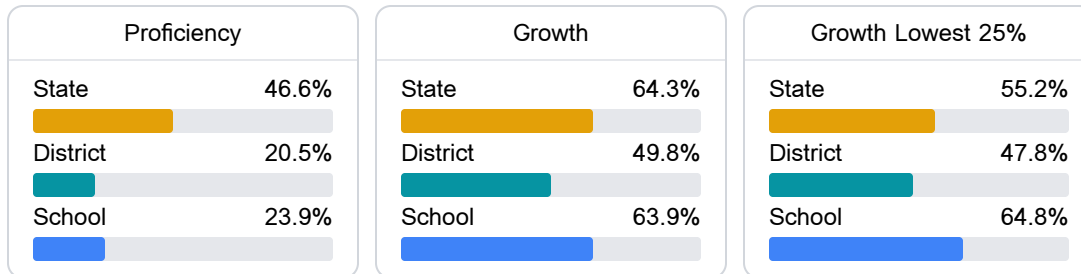 Proficiency
State 46.6%
District 20.5%
School 23.9%
Growth
State 64.3%
District 49.8%
School 63.9%
Growth Lowest 25%
State 55.2%
District 47.8%
School 64.8%